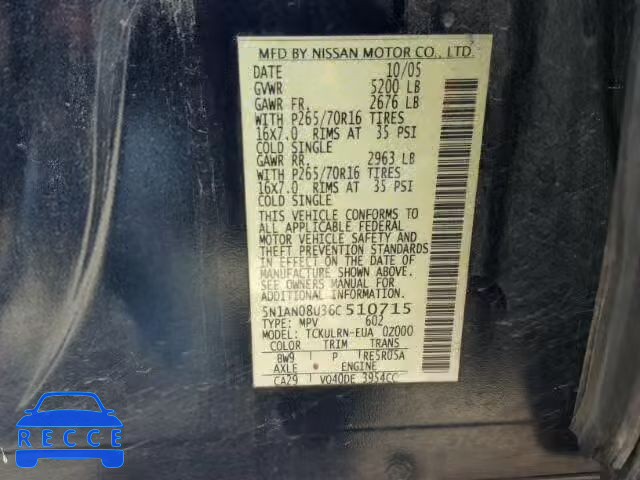 MFD BY NISSAN MOTOR CO., LTD.
DATE 10/05
GVWR 5200 LB
GAWR FR. 2676 LB
WITH P265/70R16 TIRES
16X7.0 RIMS AT 35 PSI
COLD SINGLE
GAWR RR. 2963 LB
WITH P265/70R16 TIRES
16X7.0 RIMS AT 35 PSI
COLD SINGLE
THIS VEHICLE CONFORMS TO
ALL APPLICABLE FEDERAL
MOTOR VEHICLE SAFETY AND
THEFT PREVENTION STANDARDS
IN EFFECT ON THE DATE OF
MANUFACTURE SHOWN ABOVE.
SEE OWNERS MANUAL FOR
ADDITIONAL INFORMATION
5N1AN08U36C510715
TYPE: MPV 602
MODEL TCKULRN-EUA 0Z000
COLOR TRIM TRANS
BW9 P RE5R05A
AXLE ENGINE
CA29 VQ40DE 3954CC
RECCE